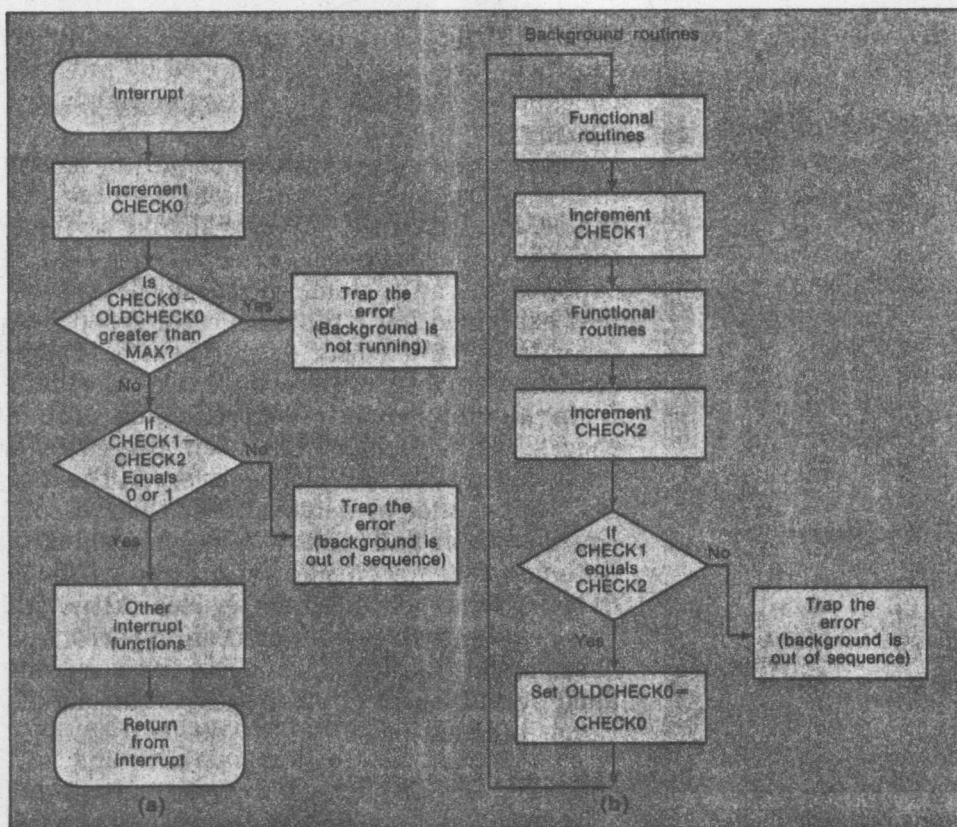 Interrupt
Increment
CHECK0
Is
CHECK0 –
OLDCHECK0
greater than
MAX?
Yes
Trap the
error
(Background is
not running)
No
If
CHECK1 –
CHECK2
Equals
0 or 1
No
Trap the
error
(background is
out of sequence)
Yes
Other
interrupt
functions
Return
from
interrupt
(a)
Background routines
Functional
routines
Increment
CHECK1
Functional
routines
Increment
CHECK2
If
CHECK1
equals
CHECK2
No
Trap the
error
(background is
out of sequence)
Yes
Set OLDCHECK0 =
CHECK0
(b)